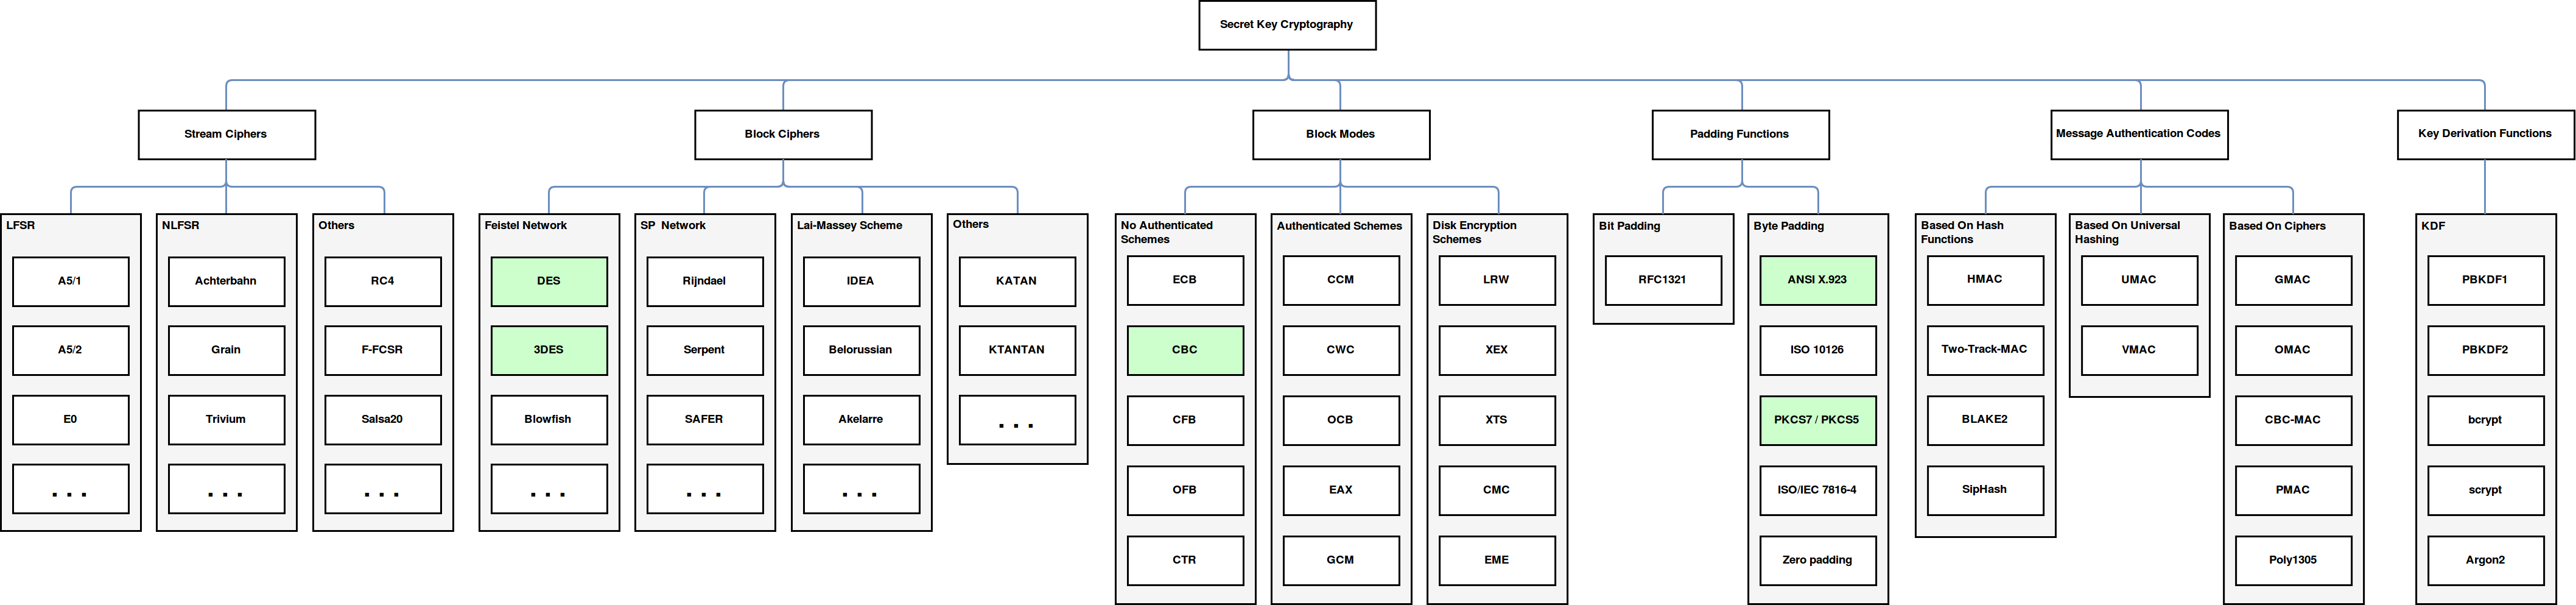 Secret Key Cryptography
Stream Ciphers
Block Ciphers
Block Modes
Padding Functions
Message Authentication Codes
Key Derivation Functions
LFSR
A5/1
A5/2
E0
. . .
NLFSR
Achterbahn
Grain
Trivium
. . .
Others
RC4
F-FCSR
Salsa20
. . .
Feistel Network
DES
3DES
Blowfish
. . .
SP Network
Rijndael
Serpent
SAFER
. . .
Lai-Massey Scheme
IDEA
Belorussian
Akelarre
. . .
Others
KATAN
KTANTAN
. . .
No Authenticated
Schemes
ECB
CBC
CFB
OFB
CTR
Authenticated Schemes
CCM
CWC
OCB
EAX
GCM
Disk Encryption
Schemes
LRW
XEX
XTS
CMC
EME
Bit Padding
RFC1321
Byte Padding
ANSI X.923
ISO 10126
PKCS7 / PKCS5
ISO/IEC 7816-4
Zero padding
Based On Hash
Functions
HMAC
Two-Track-MAC
BLAKE2
SipHash
Based On Universal
Hashing
UMAC
VMAC
Based On Ciphers
GMAC
OMAC
CBC-MAC
PMAC
Poly1305
KDF
PBKDF1
PBKDF2
bcrypt
scrypt
Argon2